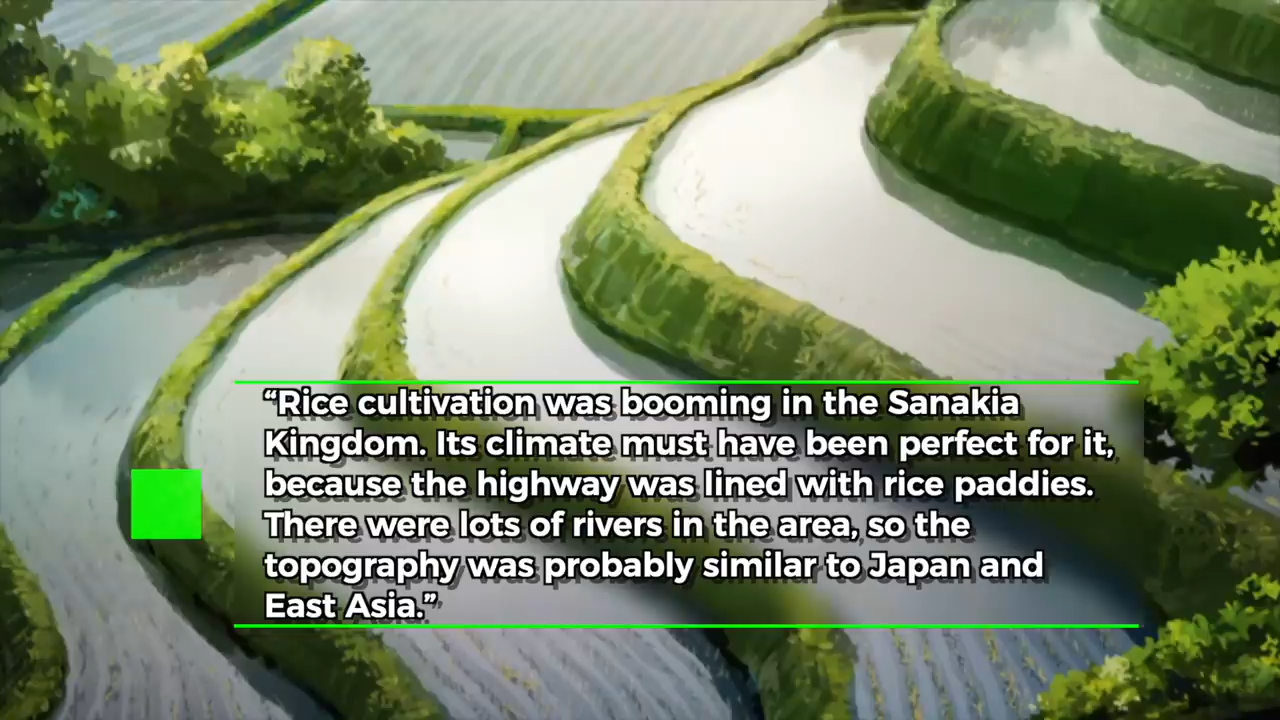 “Rice cultivation was booming in the Sanakia
Kingdom. Its climate must have been perfect for it,
because the highway was lined with rice paddies.
There were lots of rivers in the area, so the
topography was probably similar to Japan and
East Asia.”